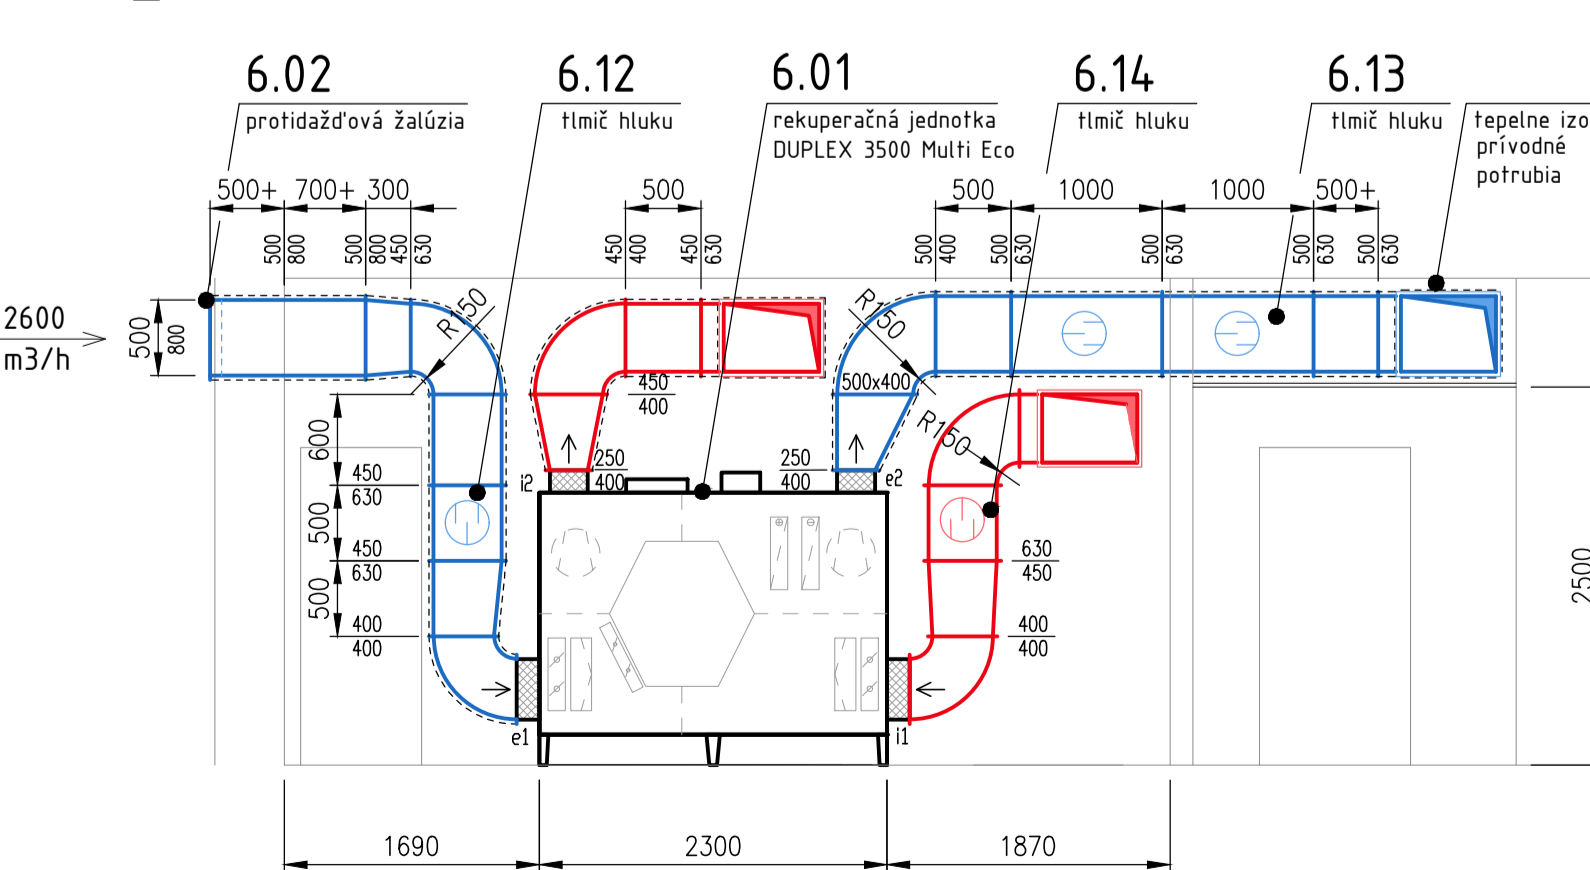 6.02
protidažďová žalúzia
6.12
tlmič hluku
6.01
rekuperačná jednotka
DUPLEX 3500 Multi Eco
6.14
tlmič hluku
6.13
tlmič hluku
tepelne izo
prívodné
potrubia
500+ 700+ 300
500
500 1000 1000 500+
500
800
500
800
450
630
450
400
450
630
500
400
500
630
500
630
500
630
500
630
2600
m3/h
500
800
R150
R150
500x400
R150
450
400
600
450
630
500
450
630
500
400
400
i2
250
400
250
400
e2
630
450
400
400
e1
i1
2500
1690
2300
1870